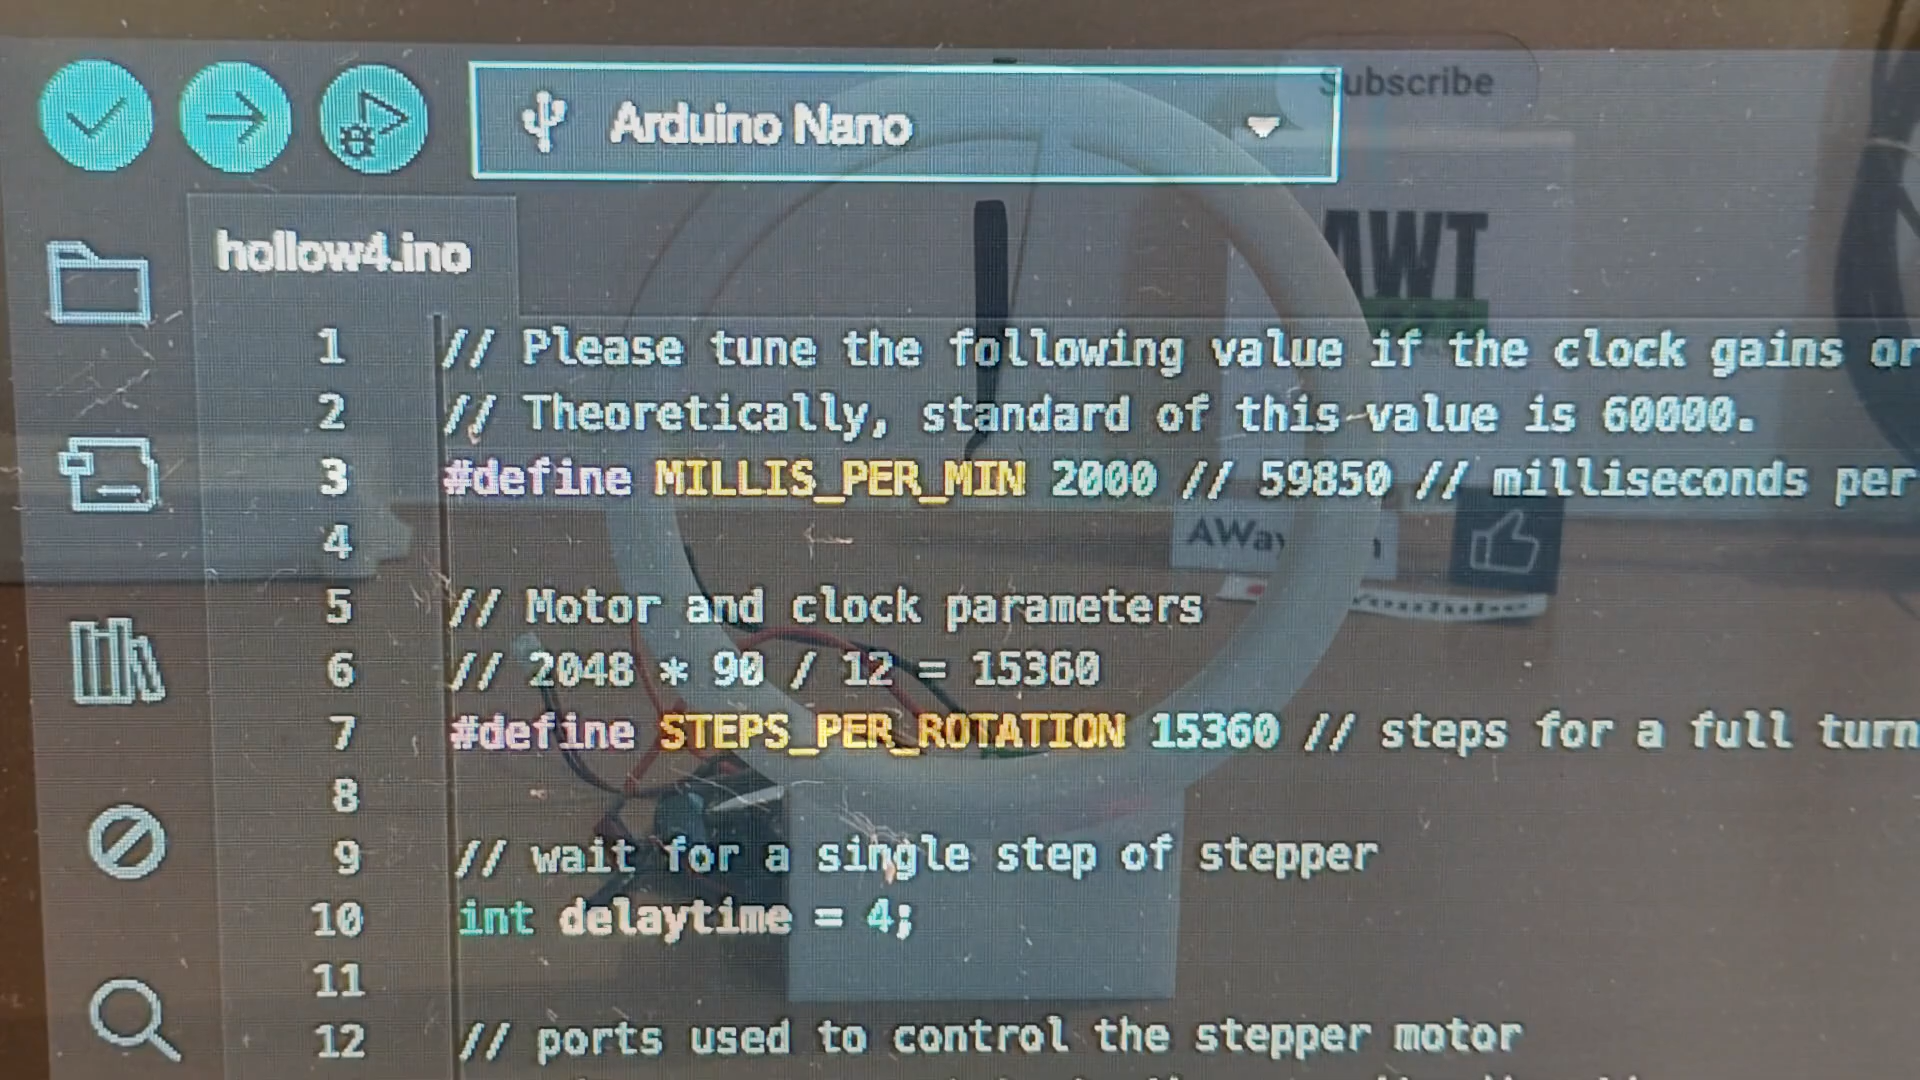 Subscribe
Arduino Nano
AWT
hollow4.ino
1 // Please tune the following value if the clock gains or
2 // Theoretically, standard of this value is 60000.
3 #define MILLIS_PER_MIN 2000 // 59850 // milliseconds per
4
AWay
5 // Motor and clock parameters
YouTube
6 // 2048 * 90 / 12 = 15360
7 #define STEPS_PER_ROTATION 15360 // steps for a full turn
8
9 // wait for a single step of stepper
10 int delaytime = 4;
11
12 // ports used to control the stepper motor